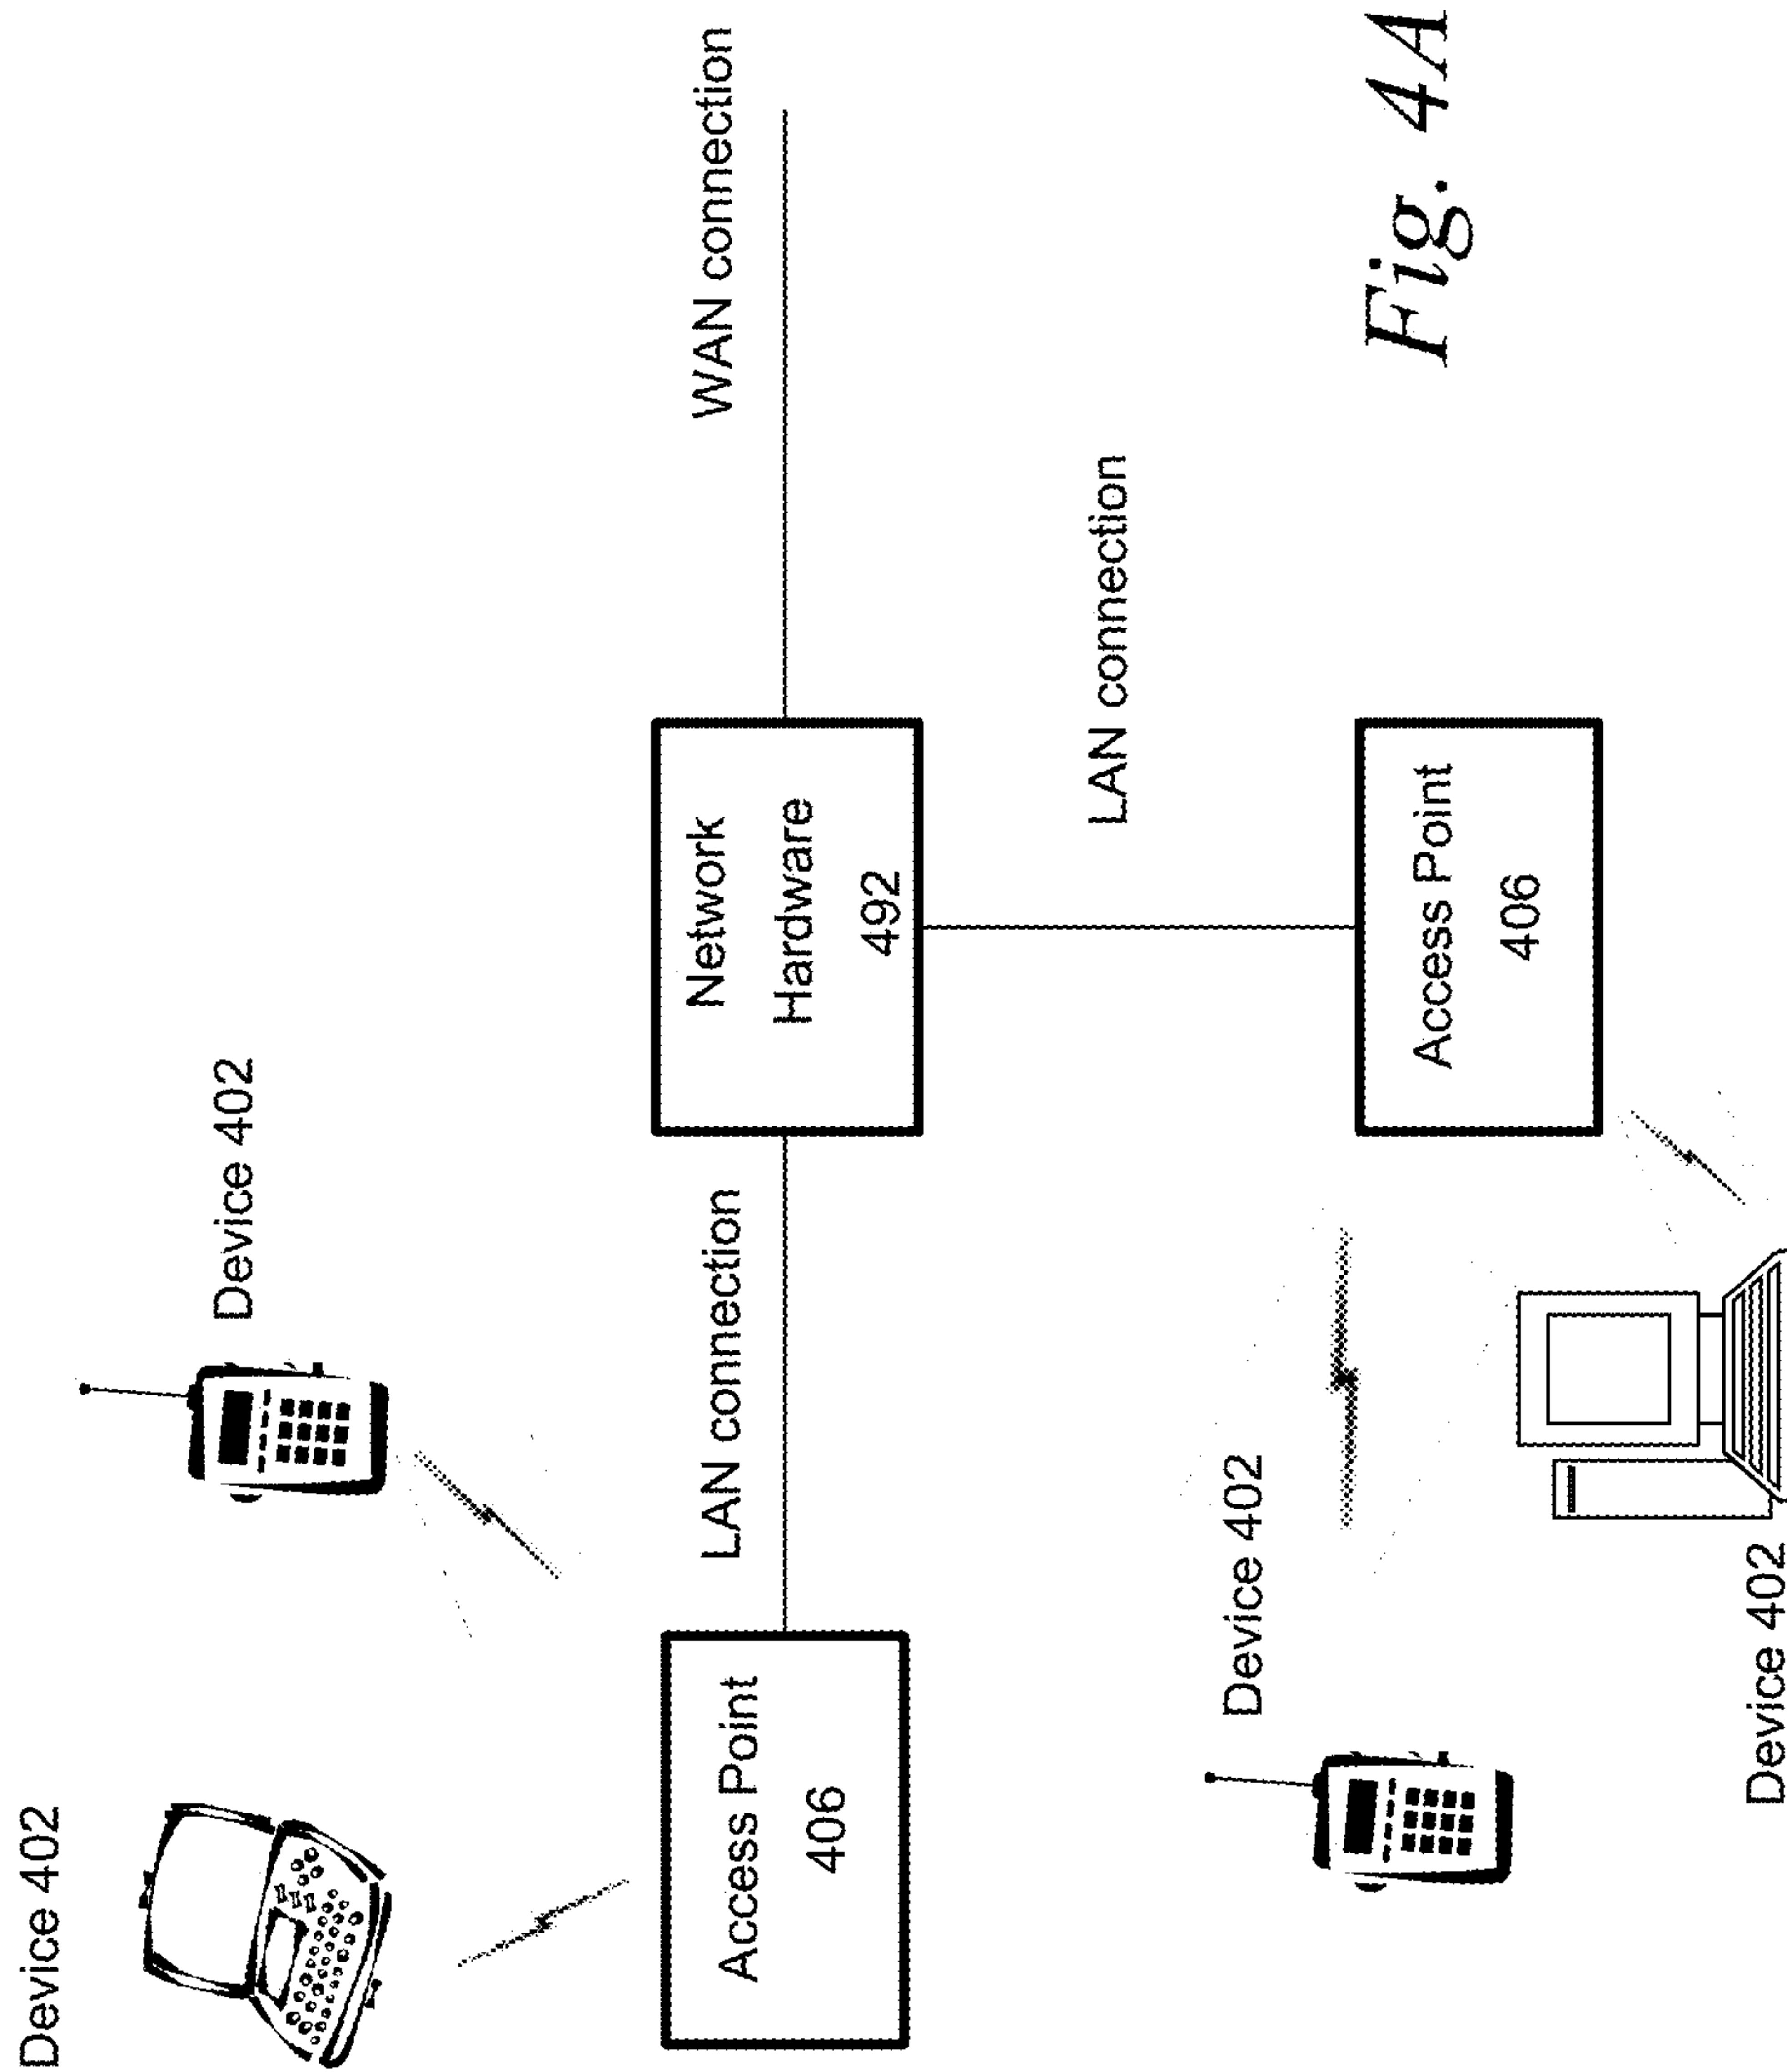 Device 402
Device 402
Access Point
406
LAN connection
Network
Hardware
492
WAN connection
LAN connection
Device 402
Access Point
406
Device 402
Fig. 4A